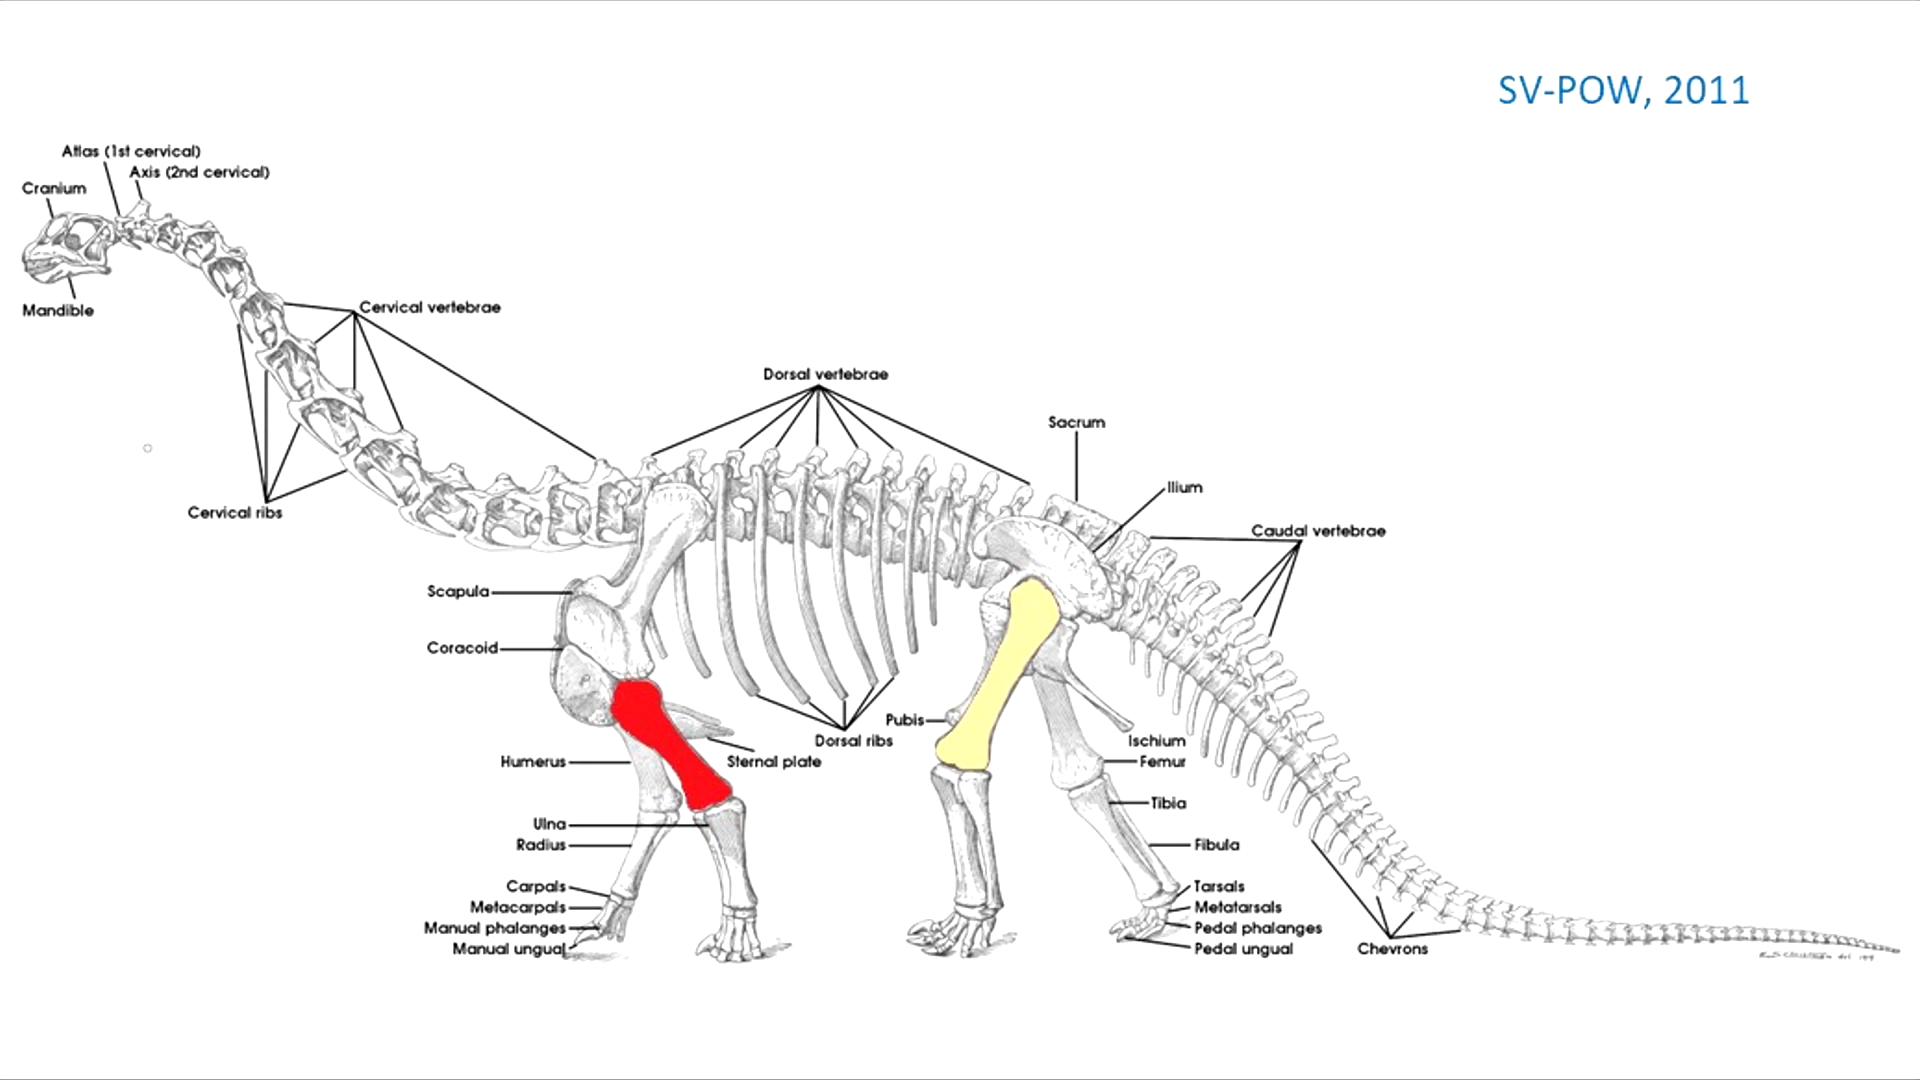 SV-POW, 2011
Atlas (1st cervical)
Axis (2nd cervical)
Cranium
Mandible
Cervical vertebrae
Cervical ribs
Dorsal vertebrae
Sacrum
Ilium
Caudal vertebrae
Scapula
Coracoid
Pubis
Dorsal ribs
Sternal plate
Humerus
Ischium
Femur
Tibia
Ulna
Radius
Fibula
Carpals
Metacarpals
Manual phalanges
Manual ungual
Tarsals
Metatarsals
Pedal phalanges
Pedal ungual
Chevrons